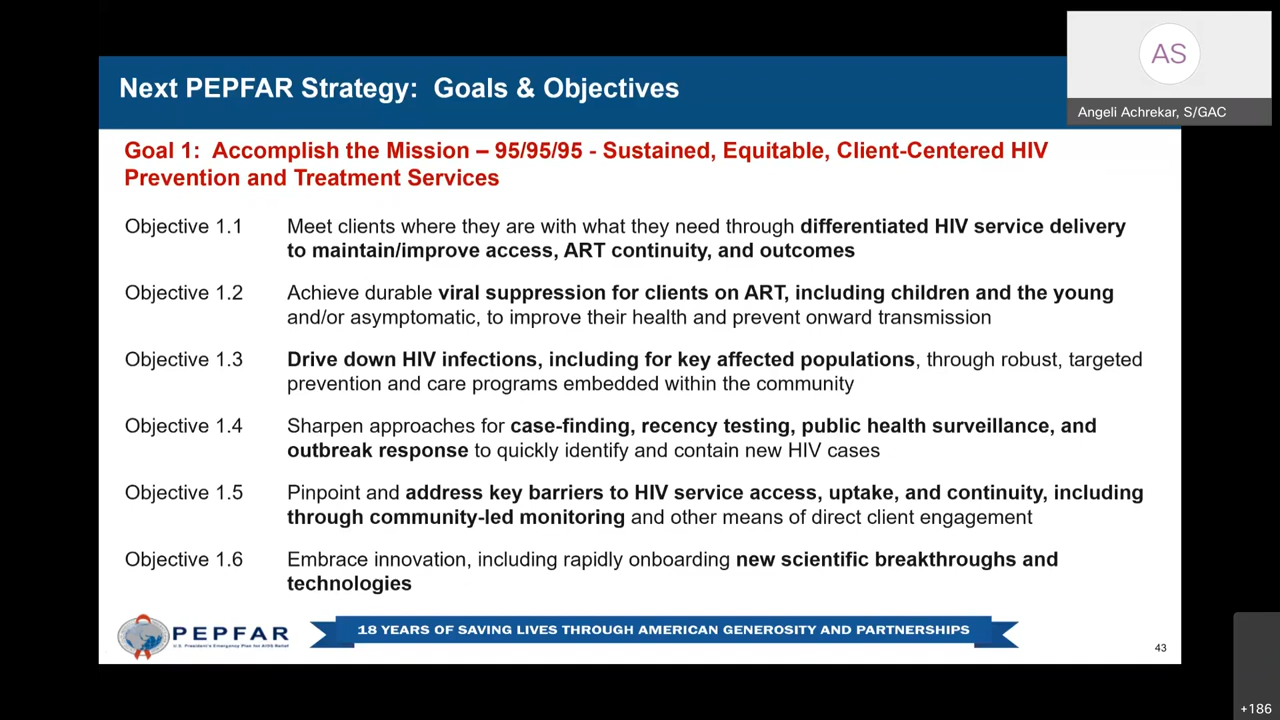 AS
Angeli Achrekar, S/GAC
Next PEPFAR Strategy: Goals & Objectives
Goal 1: Accomplish the Mission – 95/95/95 - Sustained, Equitable, Client-Centered HIV
Prevention and Treatment Services
Objective 1.1 Meet clients where they are with what they need through differentiated HIV service delivery
to maintain/improve access, ART continuity, and outcomes
Objective 1.2 Achieve durable viral suppression for clients on ART, including children and the young
and/or asymptomatic, to improve their health and prevent onward transmission
Objective 1.3 Drive down HIV infections, including for key affected populations, through robust, targeted
prevention and care programs embedded within the community
Objective 1.4 Sharpen approaches for case-finding, recency testing, public health surveillance, and
outbreak response to quickly identify and contain new HIV cases
Objective 1.5 Pinpoint and address key barriers to HIV service access, uptake, and continuity, including
through community-led monitoring and other means of direct client engagement
Objective 1.6 Embrace innovation, including rapidly onboarding new scientific breakthroughs and
technologies
PEPFAR
U.S. President's Emergency Plan for AIDS Relief
18 YEARS OF SAVING LIVES THROUGH AMERICAN GENEROSITY AND PARTNERSHIPS
43
+186